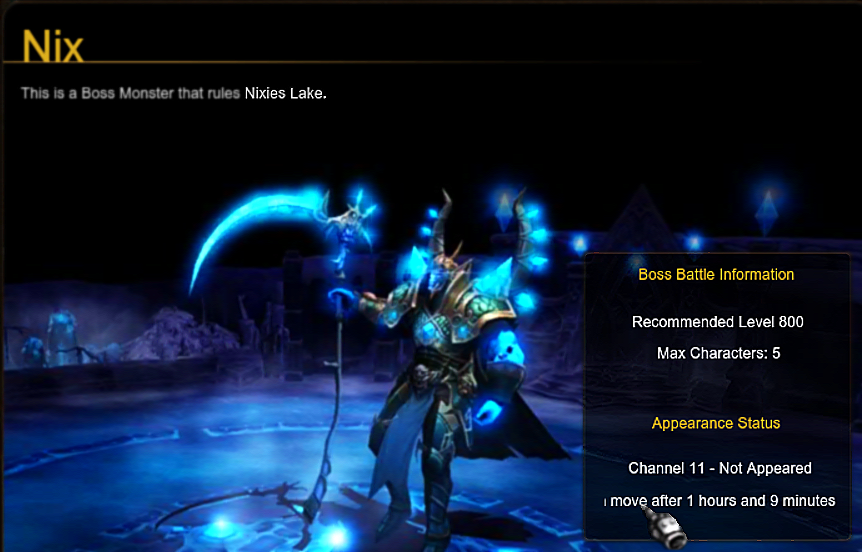 Nix
This is a Boss Monster that rules Nixies Lake.
Boss Battle Information
Recommended Level 800
Max Characters: 5
Appearance Status
Channel 11 - Not Appeared
move after 1 hours and 9 minutes